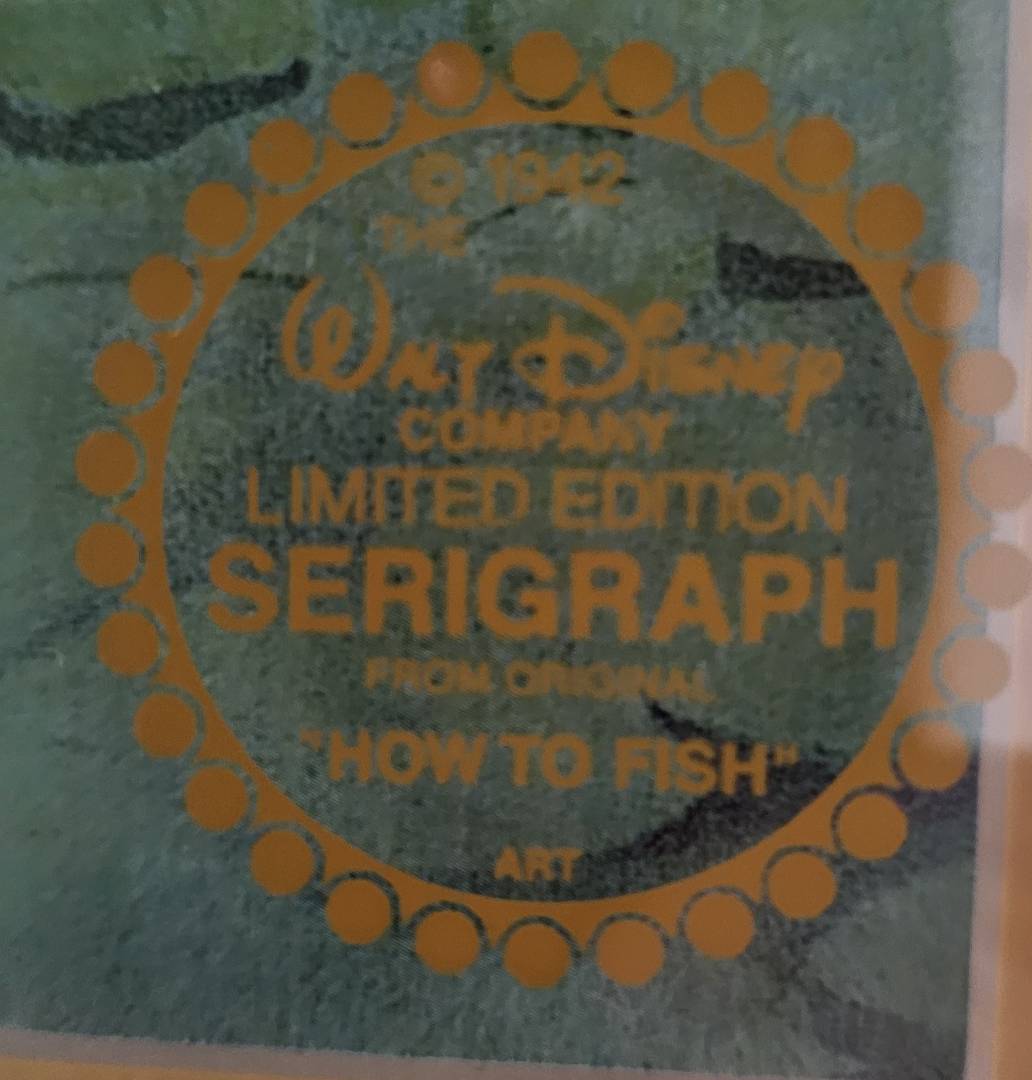 © 1942
THE
Walt Disney
COMPANY
LIMITED EDITION
SERIGRAPH
FROM ORIGINAL
"HOW TO FISH"
ART